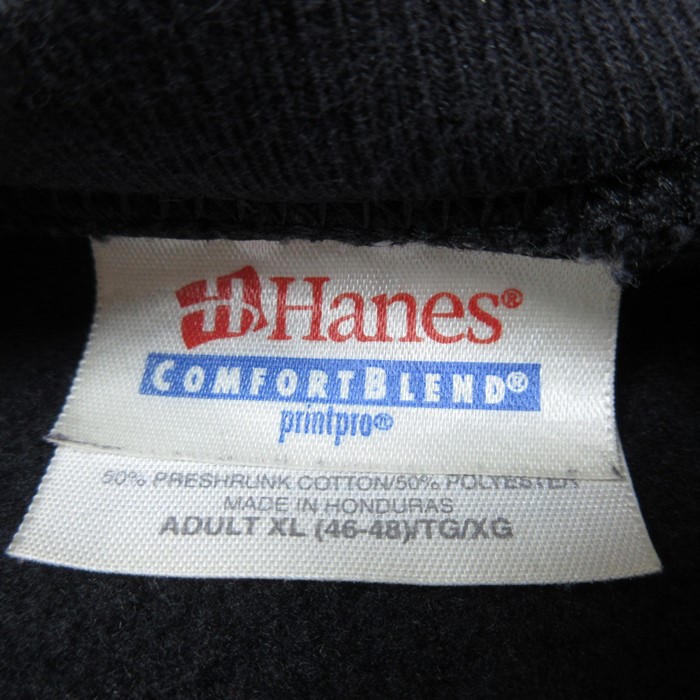 Hanes®
COMFORTBLEND®
printpro®
50% PRESHRUNK COTTON/50% POLYESTER
MADE IN HONDURAS
ADULT XL (46-48)/TG/XG